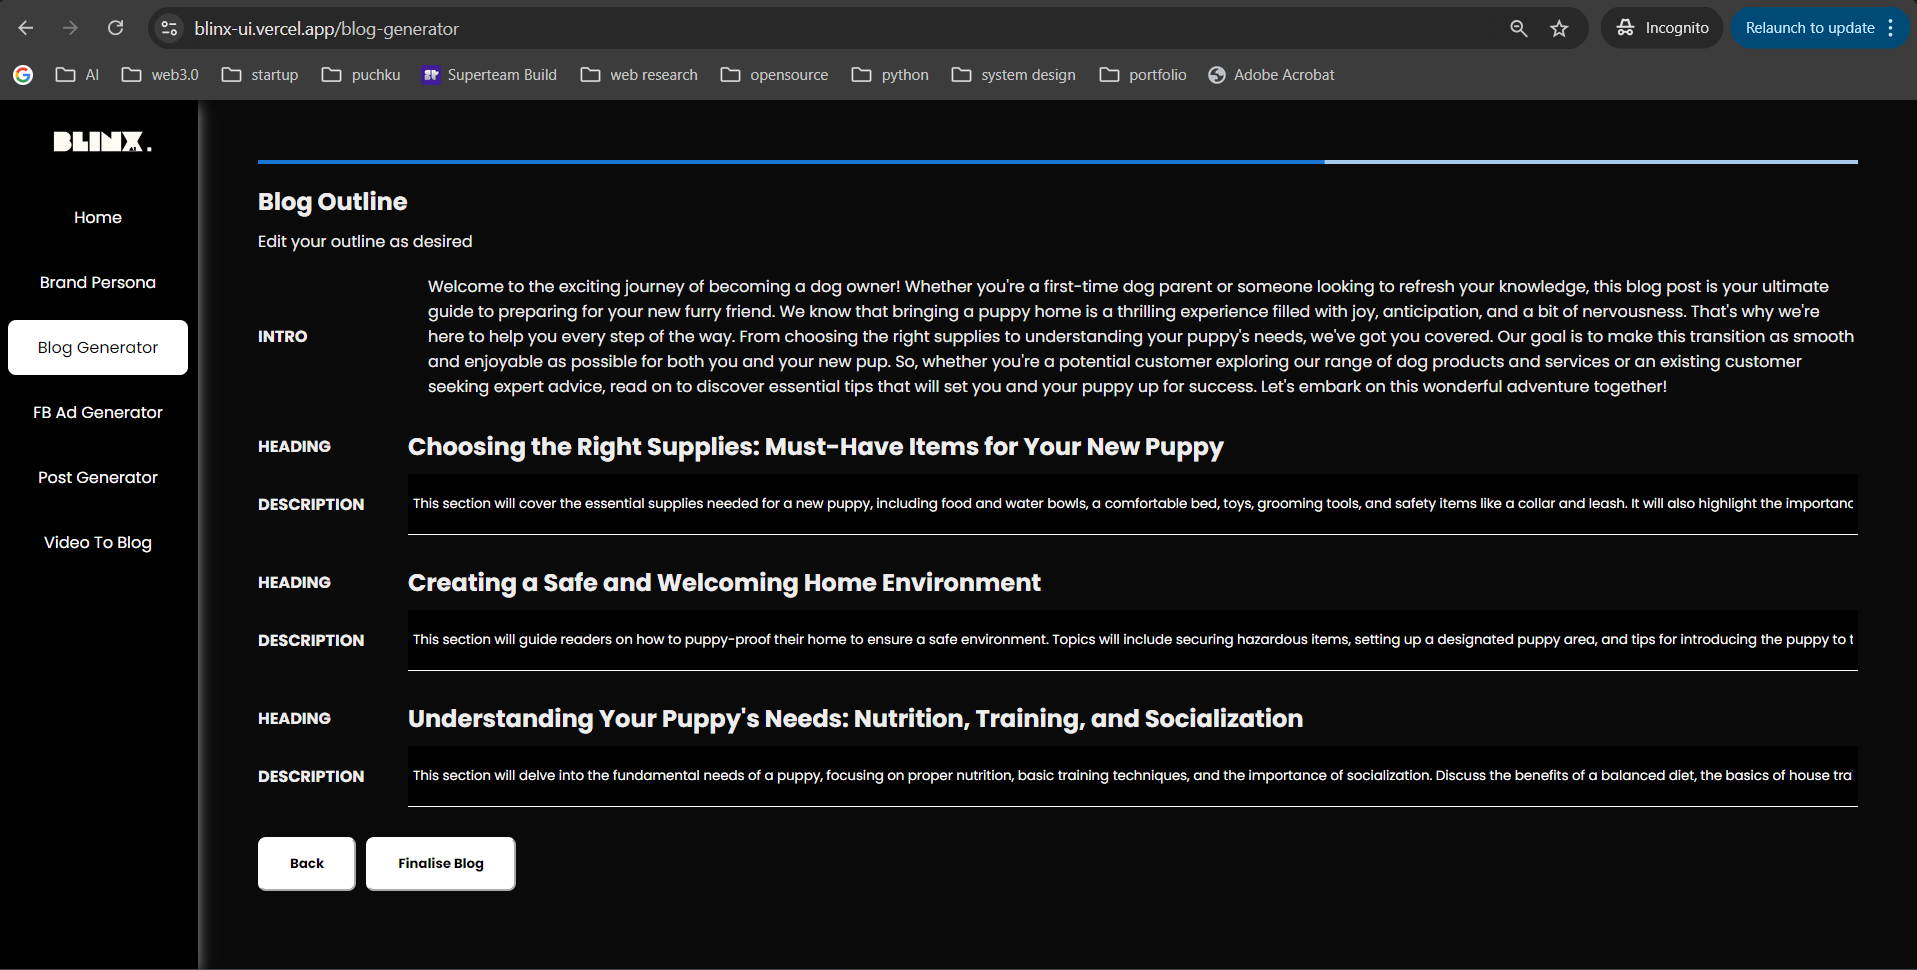 blinx-ui.vercel.app/blog-generator
Incognito
Relaunch to update
AI
web3.0
startup
puchku
Superteam Build
web research
opensource
python
system design
portfolio
Adobe Acrobat
BLINX.
AI
Home
Brand Persona
Blog Generator
FB Ad Generator
Post Generator
Video To Blog
Blog Outline
Edit your outline as desired
INTRO
Welcome to the exciting journey of becoming a dog owner! Whether you're a first-time dog parent or someone looking to refresh your knowledge, this blog post is your ultimate
guide to preparing for your new furry friend. We know that bringing a puppy home is a thrilling experience filled with joy, anticipation, and a bit of nervousness. That's why we're
here to help you every step of the way. From choosing the right supplies to understanding your puppy's needs, we've got you covered. Our goal is to make this transition as smooth
and enjoyable as possible for both you and your new pup. So, whether you're a potential customer exploring our range of dog products and services or an existing customer
seeking expert advice, read on to discover essential tips that will set you and your puppy up for success. Let's embark on this wonderful adventure together!
HEADING
Choosing the Right Supplies: Must-Have Items for Your New Puppy
DESCRIPTION
This section will cover the essential supplies needed for a new puppy, including food and water bowls, a comfortable bed, toys, grooming tools, and safety items like a collar and leash. It will also highlight the importanc
HEADING
Creating a Safe and Welcoming Home Environment
DESCRIPTION
This section will guide readers on how to puppy-proof their home to ensure a safe environment. Topics will include securing hazardous items, setting up a designated puppy area, and tips for introducing the puppy to t
HEADING
Understanding Your Puppy's Needs: Nutrition, Training, and Socialization
DESCRIPTION
This section will delve into the fundamental needs of a puppy, focusing on proper nutrition, basic training techniques, and the importance of socialization. Discuss the benefits of a balanced diet, the basics of house tra
Back
Finalise Blog